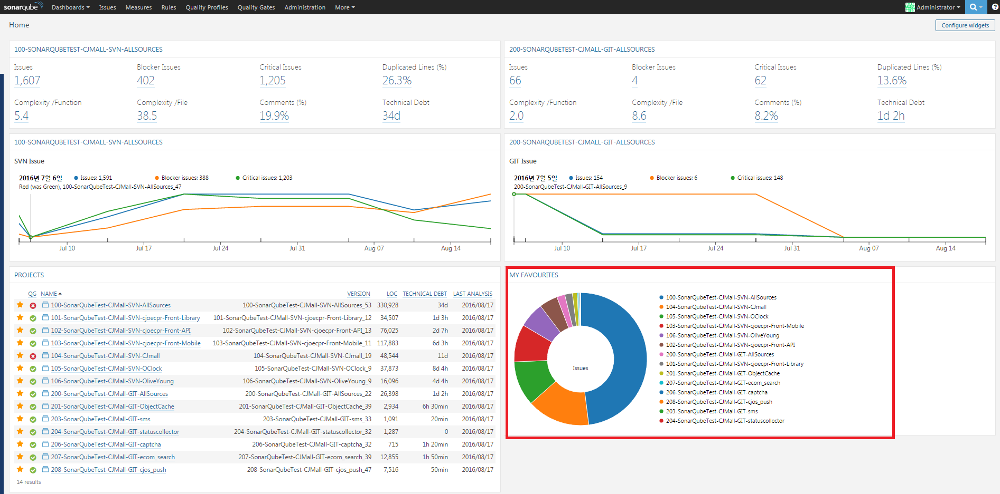 sonarqube Dashboards Issues Measures Rules Quality Profiles Quality Gates Administration More Administrator ?
Home Configure widgets
100-SONARQUBETEST-CJMALL-SVN-ALLSOURCES
Issues Blocker Issues Critical Issues Duplicated Lines (%)
1,607 402 1,205 26.3%
Complexity /Function Complexity /File Comments (%) Technical Debt
5.4 38.5 19.9% 34d
200-SONARQUBETEST-CJMALL-GIT-ALLSOURCES
Issues Blocker Issues Critical Issues Duplicated Lines (%)
66 4 62 13.6%
Complexity /Function Complexity /File Comments (%) Technical Debt
2.0 8.6 8.2% 1d 2h
100-SONARQUBETEST-CJMALL-SVN-ALLSOURCES
SVN Issue
2016년 7월 6일 Issues: 1,591 Blocker issues: 388 Critical issues: 1,203
Red (was Green), 100-SonarQubeTest-CJMall-SVN-AllSources_47
Jul 10 Jul 17 Jul 24 Jul 31 Aug 07 Aug 14
200-SONARQUBETEST-CJMALL-GIT-ALLSOURCES
GIT Issue
2016년 7월 5일 Issues: 154 Blocker issues: 6 Critical issues: 148
200-SonarQubeTest-CJMall-GIT-AllSources_9
Jul 10 Jul 17 Jul 24 Jul 31 Aug 07 Aug 14
PROJECTS
QG NAME VERSION LOC TECHNICAL DEBT LAST ANALYSIS
100-SonarQubeTest-CJMall-SVN-AllSources 100-SonarQubeTest-CJMall-SVN-AllSources_53 330,928 34d 2016/08/17
101-SonarQubeTest-CJMall-SVN-cjoecpr-Front-Library 101-SonarQubeTest-CJMall-SVN-cjoecpr-Front-Library_12 34,507 1d 3h 2016/08/17
102-SonarQubeTest-CJMall-SVN-cjoecpr-Front-API 102-SonarQubeTest-CJMall-SVN-cjoecpr-Front-API_13 76,025 2d 7h 2016/08/17
103-SonarQubeTest-CJMall-SVN-cjoecpr-Front-Mobile 103-SonarQubeTest-CJMall-SVN-cjoecpr-Front-Mobile_11 117,883 6d 3h 2016/08/17
104-SonarQubeTest-CJMall-SVN-CJmall 104-SonarQubeTest-CJMall-SVN-CJmall_19 48,544 11d 2016/08/17
105-SonarQubeTest-CJMall-SVN-OClock 105-SonarQubeTest-CJMall-SVN-OClock_9 37,873 8d 4h 2016/08/17
106-SonarQubeTest-CJMall-SVN-OliveYoung 106-SonarQubeTest-CJMall-SVN-OliveYoung_9 16,096 4d 4h 2016/08/17
200-SonarQubeTest-CJMall-GIT-AllSources 200-SonarQubeTest-CJMall-GIT-AllSources_22 26,398 1d 2h 2016/08/17
201-SonarQubeTest-CJMall-GIT-ObjectCache 201-SonarQubeTest-CJMall-GIT-ObjectCache_39 2,934 6h 30min 2016/08/17
203-SonarQubeTest-CJMall-GIT-sms 203-SonarQubeTest-CJMall-GIT-sms_33 1,091 20min 2016/08/17
204-SonarQubeTest-CJMall-GIT-statuscollector 204-SonarQubeTest-CJMall-GIT-statuscollector_32 1,287 0 2016/08/17
206-SonarQubeTest-CJMall-GIT-captcha 206-SonarQubeTest-CJMall-GIT-captcha_32 715 1h 20min 2016/08/17
207-SonarQubeTest-CJMall-GIT-ecom_search 207-SonarQubeTest-CJMall-GIT-ecom_search_39 12,855 1h 50min 2016/08/17
208-SonarQubeTest-CJMall-GIT-cjos_push 208-SonarQubeTest-CJMall-GIT-cjos_push_47 7,516 50min 2016/08/17
14 results
MY FAVOURITES
Issues
100-SonarQubeTest-CJMall-SVN-AllSources
104-SonarQubeTest-CJMall-SVN-CJmall
105-SonarQubeTest-CJMall-SVN-OClock
103-SonarQubeTest-CJMall-SVN-cjoecpr-Front-Mobile
106-SonarQubeTest-CJMall-SVN-OliveYoung
102-SonarQubeTest-CJMall-SVN-cjoecpr-Front-API
200-SonarQubeTest-CJMall-GIT-AllSources
101-SonarQubeTest-CJMall-SVN-cjoecpr-Front-Library
201-SonarQubeTest-CJMall-GIT-ObjectCache
207-SonarQubeTest-CJMall-GIT-ecom_search
206-SonarQubeTest-CJMall-GIT-captcha
208-SonarQubeTest-CJMall-GIT-cjos_push
203-SonarQubeTest-CJMall-GIT-sms
204-SonarQubeTest-CJMall-GIT-statuscollector